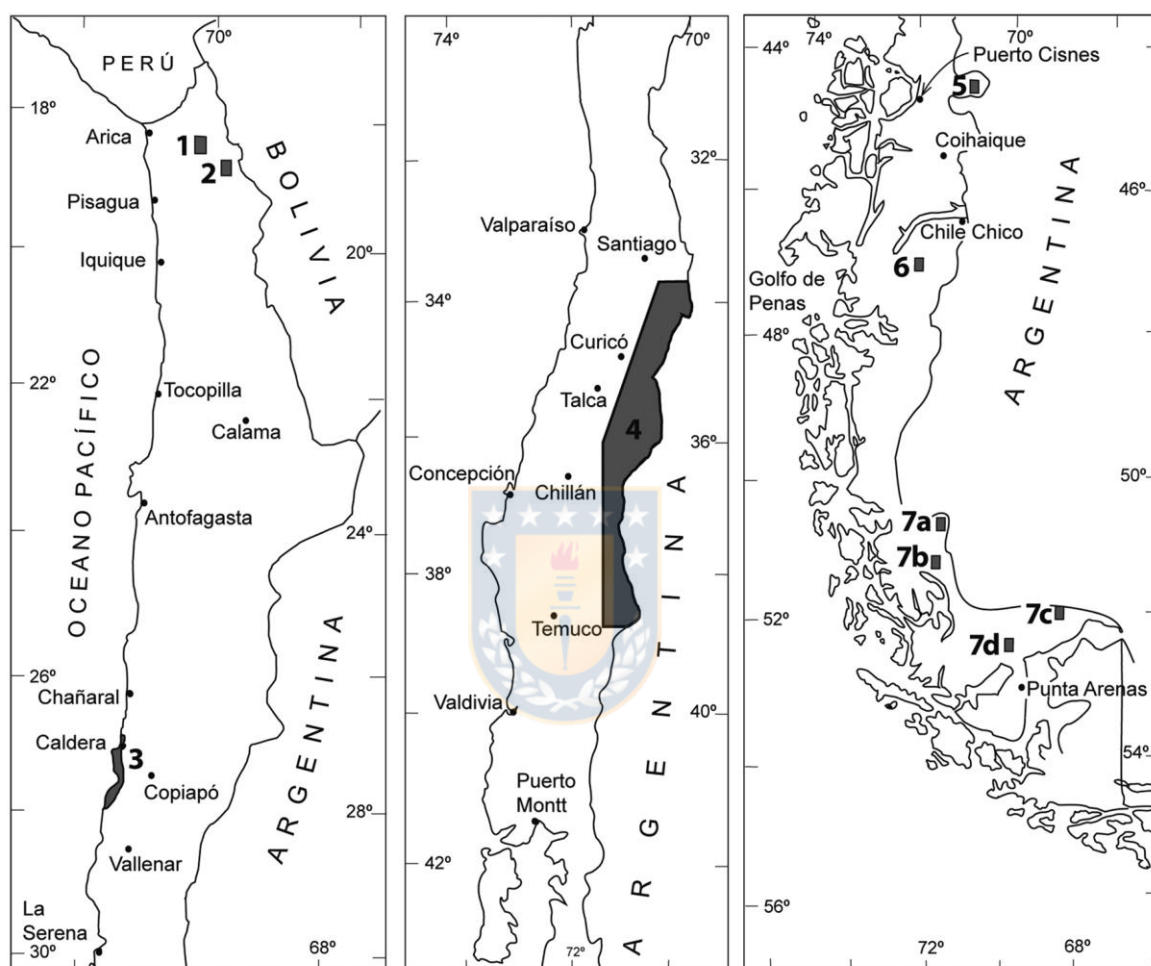 70º
PERÚ
18º
Arica
1
2
BOLIVIA
Pisagua
Iquique
20º
OCEANO PACÍFICO
22º
Tocopilla
Calama
Antofagasta
24º
ARGENTINA
26º
Chañaral
Caldera
3
Copiapó
28º
Vallenar
La
Serena
30º
68º
74º
70º
32º
Valparaíso
Santiago
34º
Curicó
Talca
4
36º
Concepción
Chillán
38º
Temuco
ARGENTINA
Valdivia
40º
Puerto
Montt
42º
72º
44º
74º
70º
Puerto Cisnes
5
Coihaique
46º
Chile Chico
6
Golfo de
Penas
48º
ARGENTINA
50º
7a
7b
7c
52º
7d
Punta Arenas
54º
56º
72º
68º